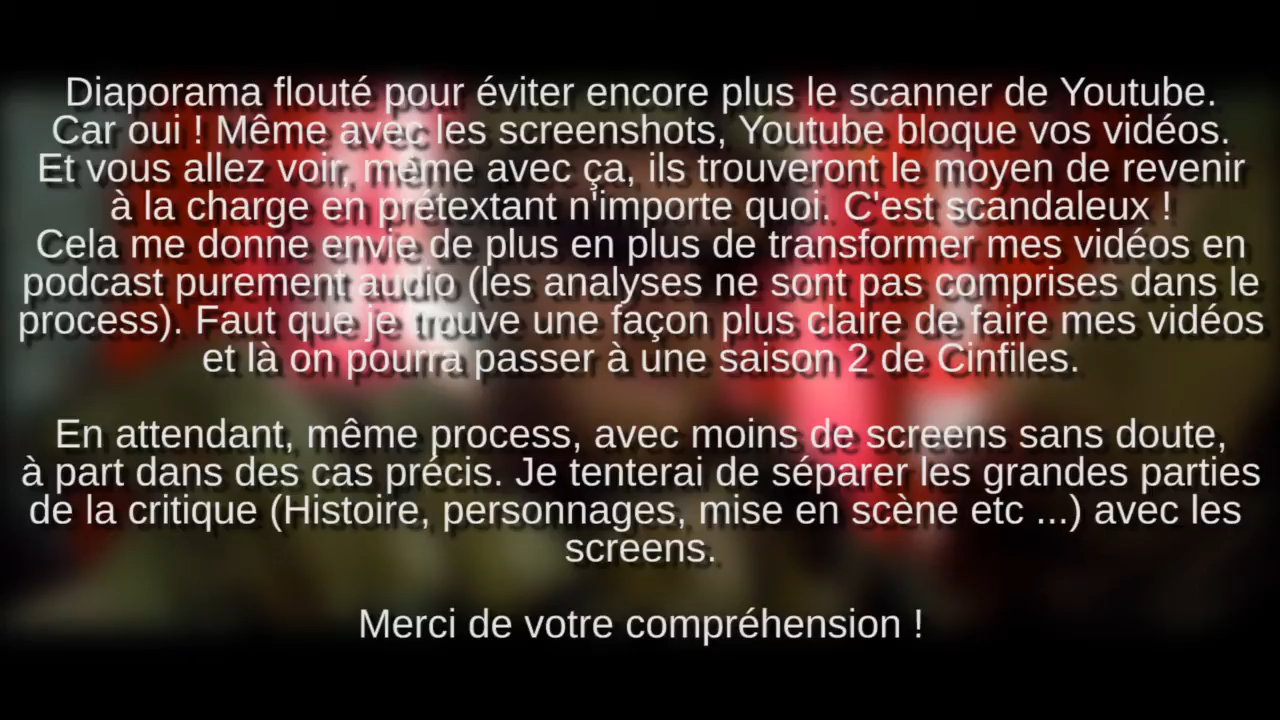 Diaporama flouté pour éviter encore plus le scanner de Youtube.
Car oui ! Même avec les screenshots, Youtube bloque vos vidéos.
Et vous allez voir, même avec ça, ils trouveront le moyen de revenir
à la charge en prétextant n'importe quoi. C'est scandaleux !
Cela me donne envie de plus en plus de transformer mes vidéos en
podcast purement audio (les analyses ne sont pas comprises dans le
process). Faut que je trouve une façon plus claire de faire mes vidéos
et là on pourra passer à une saison 2 de Cinfiles.
En attendant, même process, avec moins de screens sans doute,
à part dans des cas précis. Je tenterai de séparer les grandes parties
de la critique (Histoire, personnages, mise en scène etc ...) avec les
screens.
Merci de votre compréhension !